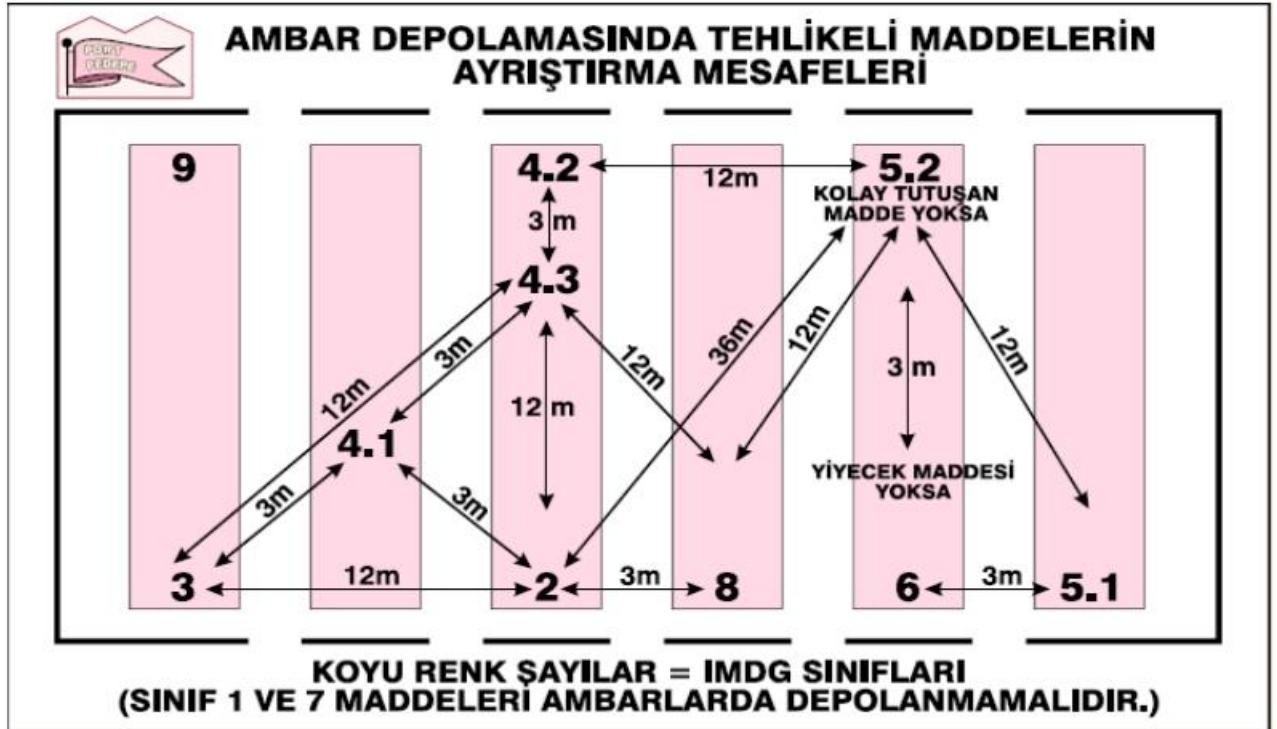 PORT
PEDEPE
AMBAR DEPOLAMASINDA TEHLİKELİ MADDELERİN
AYRIŞTIRMA MESAFELERİ
9
4.2
12m
5.2
KOLAY TUTUŞAN
MADDE YOKSA
3 m
4.3
3m
12m
36m
12m
12m
12m
3 m
12 m
4.1
3m
3m
YİYECEK MADDESİ
YOKSA
3
12m
2
3m
8
6
3m
5.1
KOYU RENK SAYILAR = IMDG SINIFLARI
(SINIF 1 VE 7 MADDELERİ AMBARLARDA DEPOLANMAMALIDIR.)